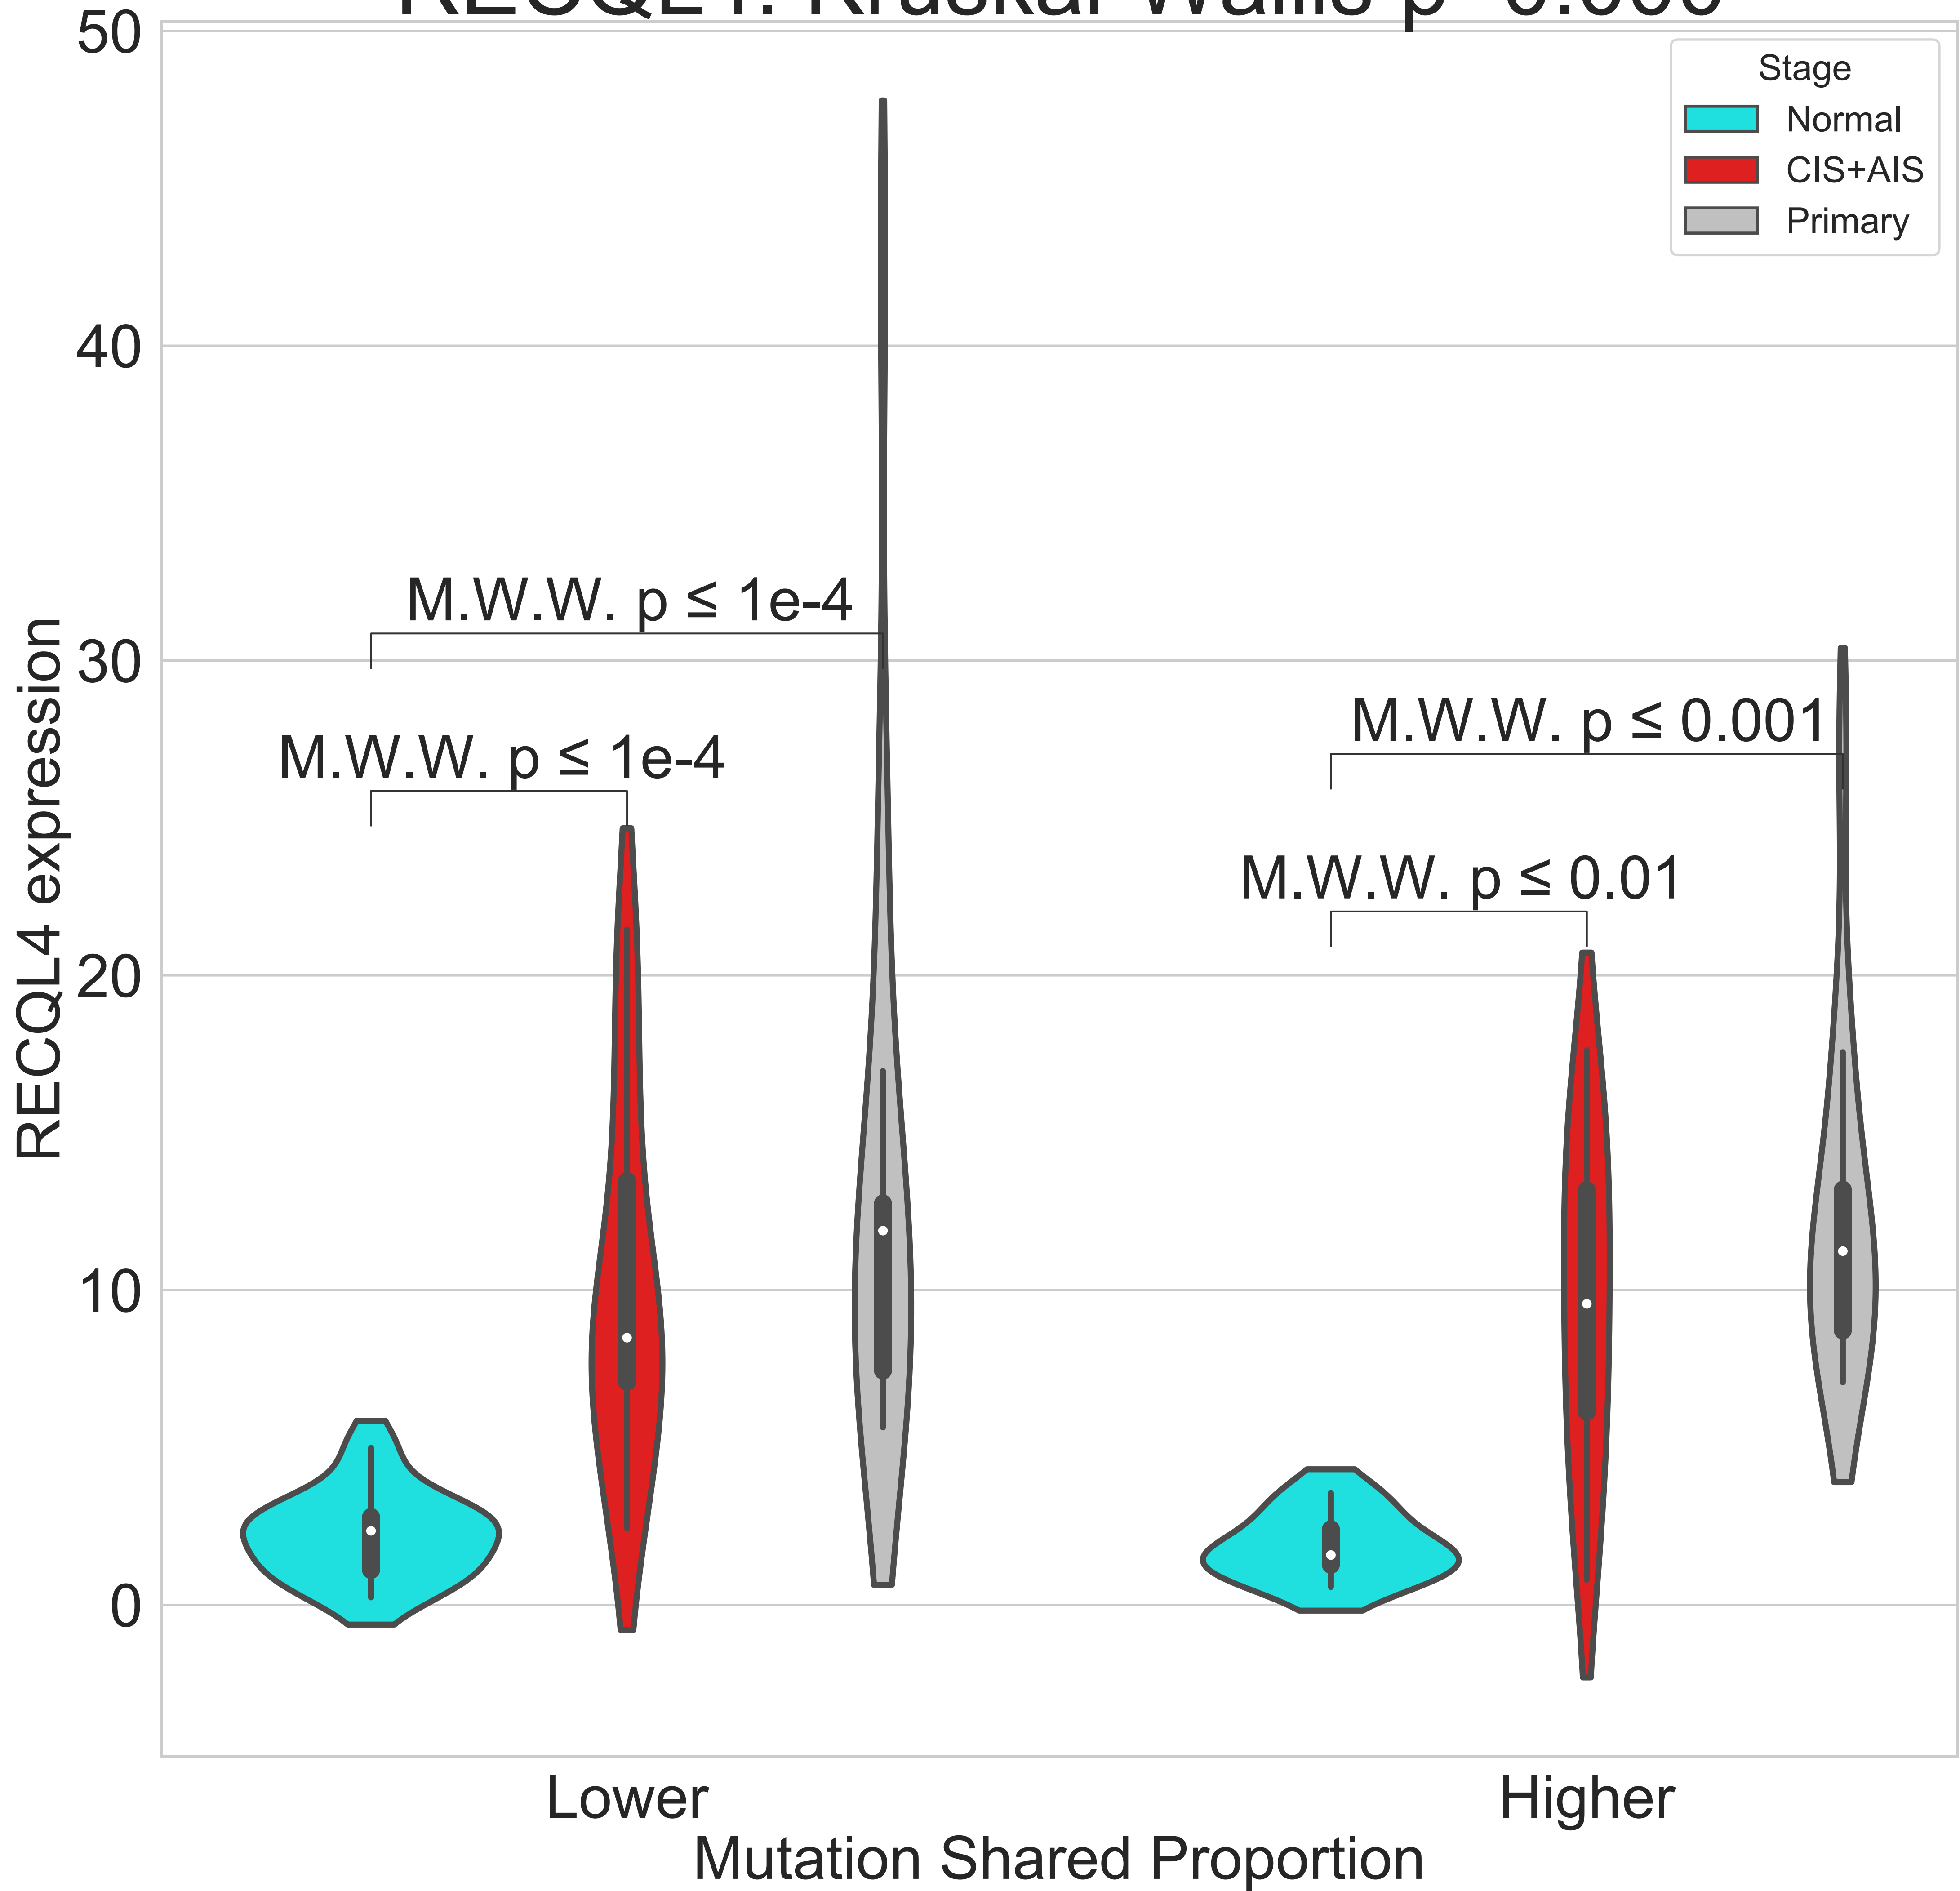 50
40
30
20
10
0
RECQL4 expression
Stage
Normal
CIS+AIS
Primary
M.W.W. p ≤ 1e-4
M.W.W. p ≤ 1e-4
M.W.W. p ≤ 0.001
M.W.W. p ≤ 0.01
Lower
Higher
Mutation Shared Proportion